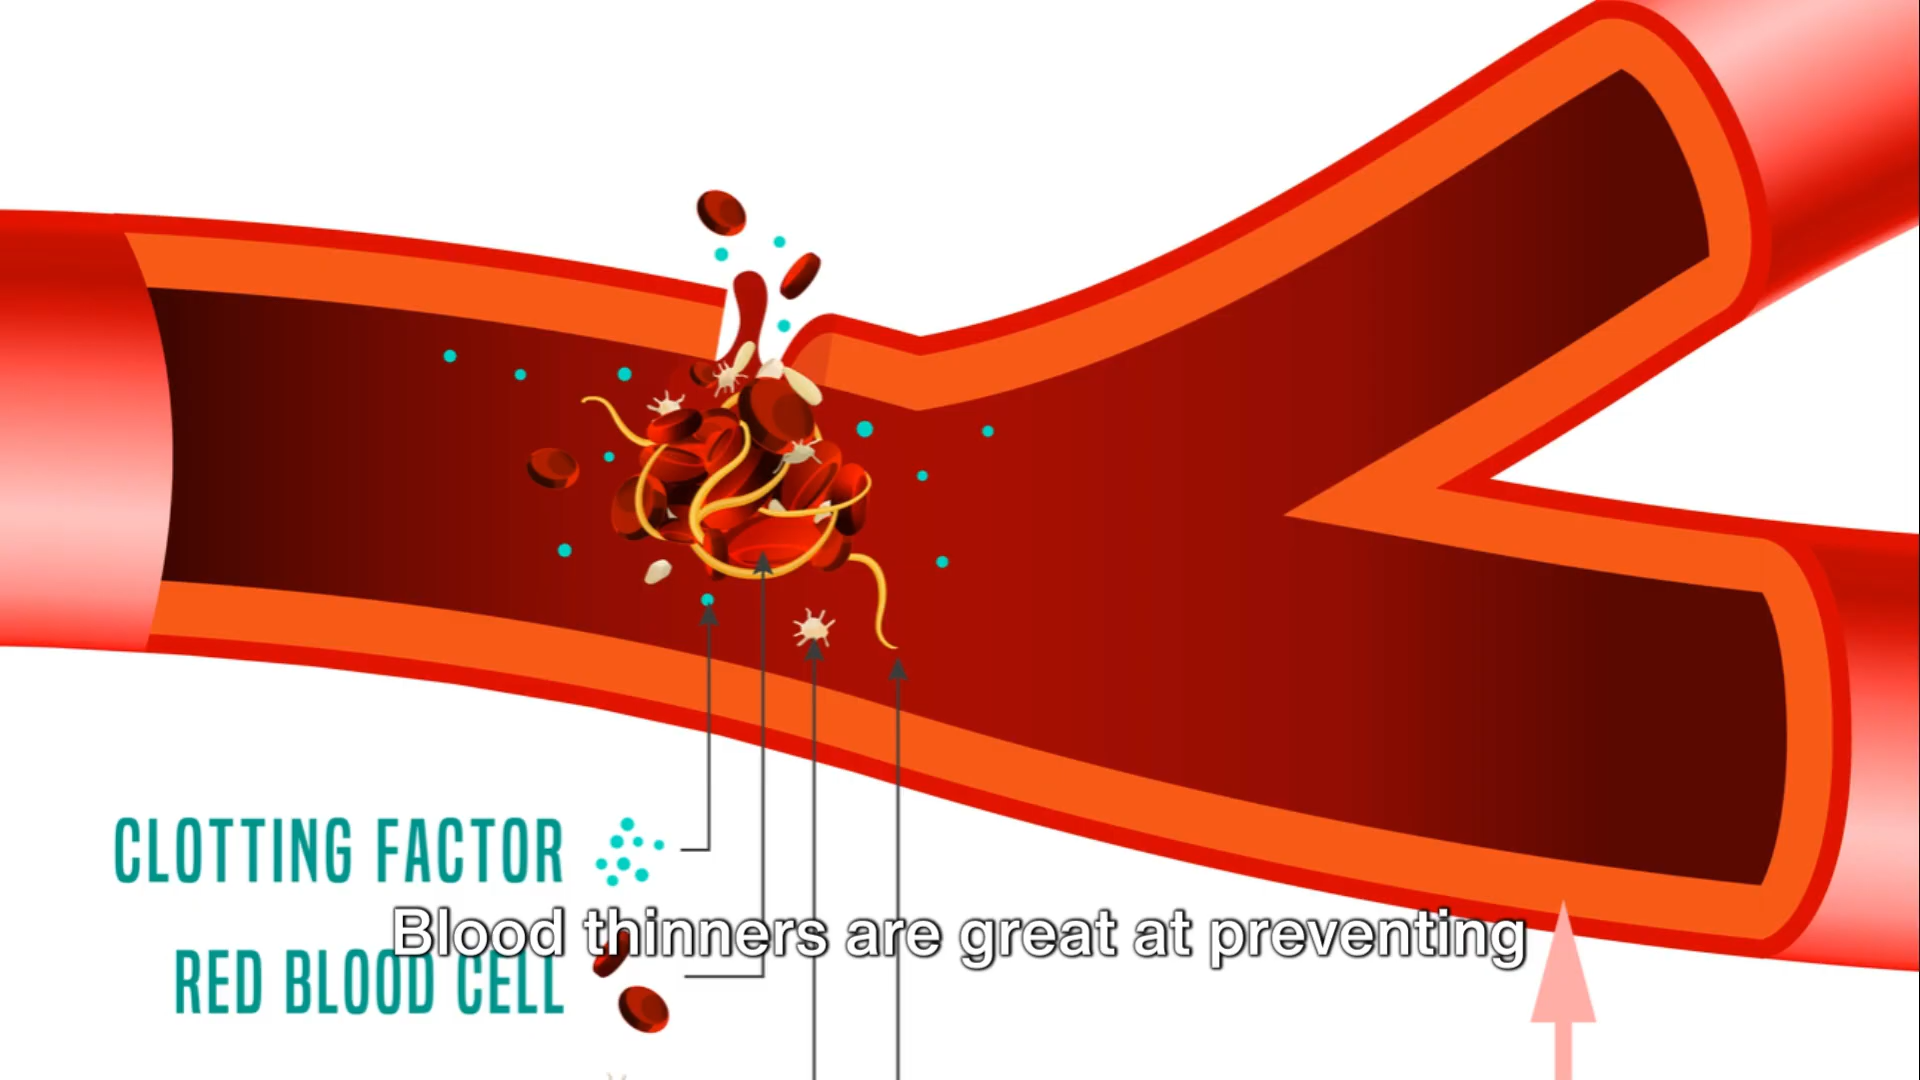 CLOTTING FACTOR
Blood thinners are great at preventing
RED BLOOD CELL